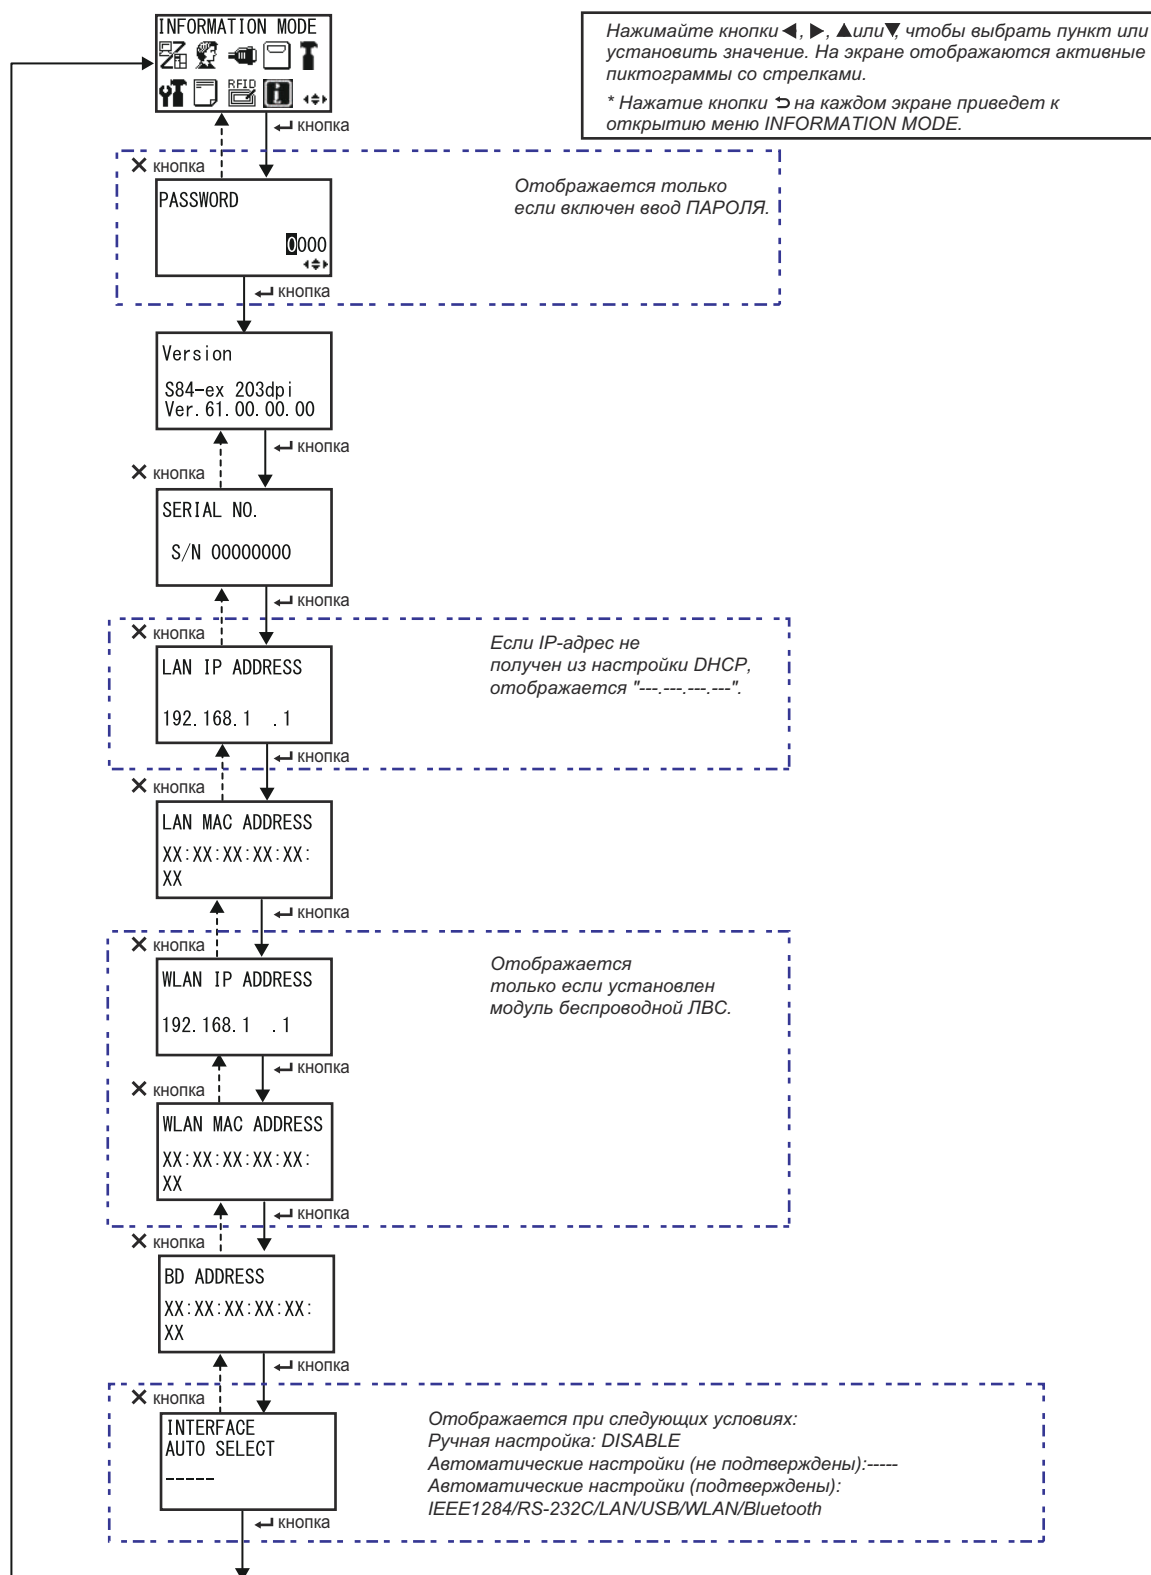 INFORMATION MODE
RFID
Нажимайте кнопки ◀, ▶, ▲или▼, чтобы выбрать пункт или
установить значение. На экране отображаются активные
пиктограммы со стрелками.
* Нажатие кнопки ⮌ на каждом экране приведет к
открытию меню INFORMATION MODE.
↵ кнопка
✕ кнопка
PASSWORD
0000
Отображается только
если включен ввод ПАРОЛЯ.
↵ кнопка
Version
S84-ex 203dpi
Ver.61.00.00.00
↵ кнопка
✕ кнопка
SERIAL NO.
S/N 00000000
↵ кнопка
✕ кнопка
LAN IP ADDRESS
192.168.1 .1
Если IP-адрес не
получен из настройки DHCP,
отображается "---.---.---.---".
↵ кнопка
✕ кнопка
LAN MAC ADDRESS
XX:XX:XX:XX:XX:
XX
↵ кнопка
✕ кнопка
WLAN IP ADDRESS
192.168.1 .1
Отображается
только если установлен
модуль беспроводной ЛВС.
↵ кнопка
✕ кнопка
WLAN MAC ADDRESS
XX:XX:XX:XX:XX:
XX
↵ кнопка
✕ кнопка
BD ADDRESS
XX:XX:XX:XX:XX:
XX
↵ кнопка
✕ кнопка
INTERFACE
AUTO SELECT
-----
Отображается при следующих условиях:
Ручная настройка: DISABLE
Автоматические настройки (не подтверждены):-----
Автоматические настройки (подтверждены):
IEEE1284/RS-232C/LAN/USB/WLAN/Bluetooth
↵ кнопка